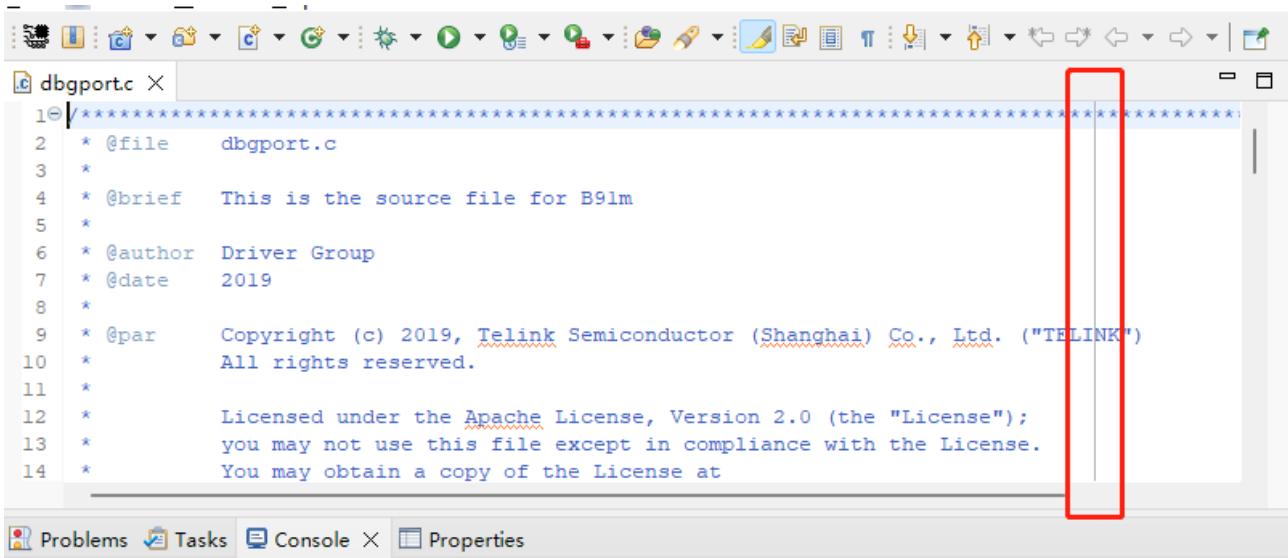 dbgport.c
1 /******************************************************************************************
2 * @file dbgport.c
3 *
4 * @brief This is the source file for B91m
5 *
6 * @author Driver Group
7 * @date 2019
8 *
9 * @par Copyright (c) 2019, Telink Semiconductor (Shanghai) Co., Ltd. ("TELINK")
10 * All rights reserved.
11 *
12 * Licensed under the Apache License, Version 2.0 (the "License");
13 * you may not use this file except in compliance with the License.
14 * You may obtain a copy of the License at
Problems Tasks Console Properties